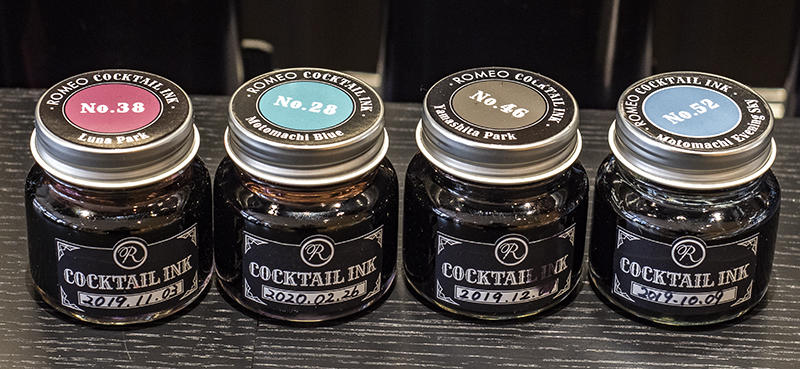 ROMEO COCKTAIL INK
No.38
Luna Park
R
COCKTAIL INK
2019.11.03
ROMEO COCKTAIL INK
No.28
Motomachi Blue
R
COCKTAIL INK
2020.02.26
ROMEO COCKTAIL INK
No.46
Yamashita Park
R
COCKTAIL INK
2019.12.
ROMEO COCKTAIL INK
No.52
Motomachi Evening Sky
R
COCKTAIL INK
2019.10.09